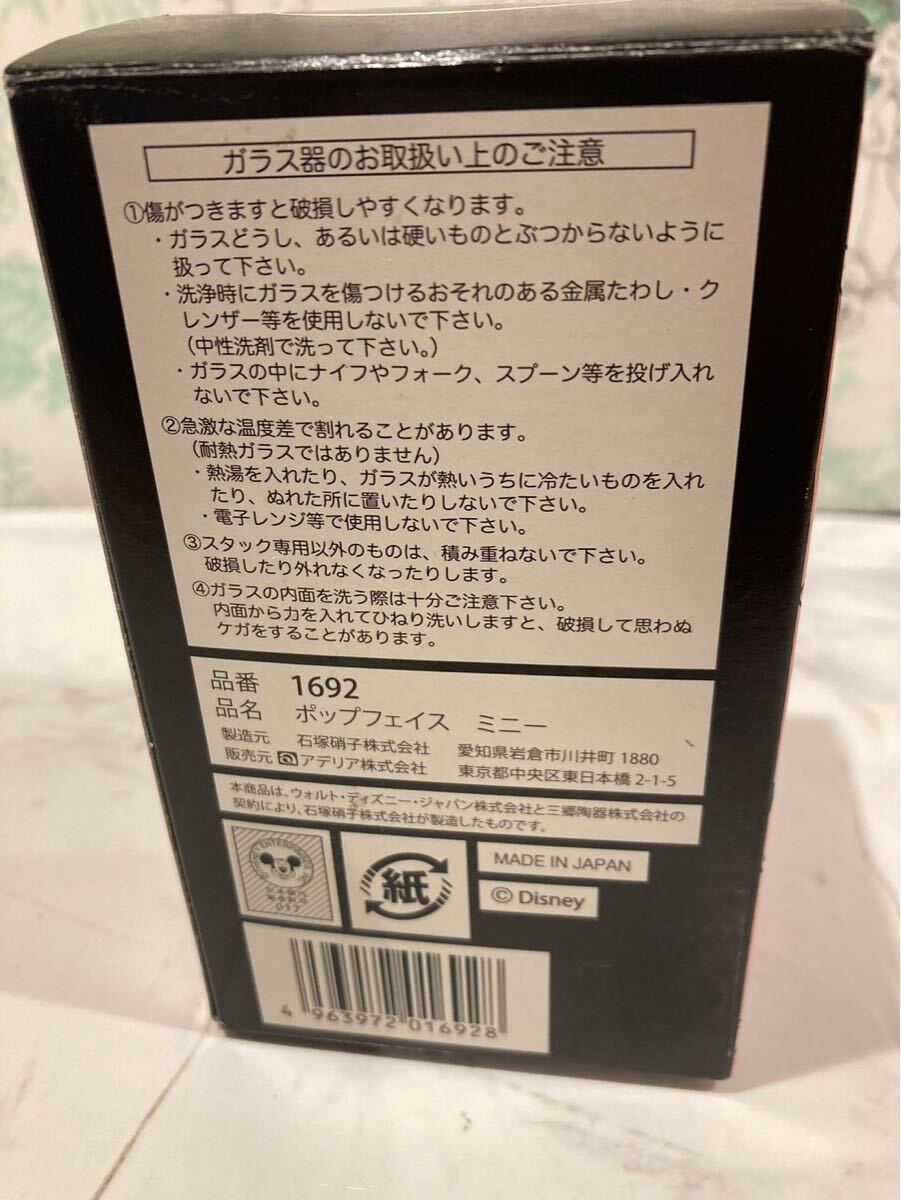 ガラス器のお取扱い上のご注意
①傷がつきますと破損しやすくなります。
・ガラスどうし、あるいは硬いものとぶつからないように
扱って下さい。
・洗浄時にガラスを傷つけるおそれのある金属たわし・ク
レンザー等を使用しないで下さい。
(中性洗剤で洗って下さい。)
・ガラスの中にナイフやフォーク、スプーン等を投げ入れ
ないで下さい。
②急激な温度差で割れることがあります。
(耐熱ガラスではありません)
・熱湯を入れたり、ガラスが熱いうちに冷たいものを入れ
たり、ぬれた所に置いたりしないで下さい。
・電子レンジ等で使用しないで下さい。
③スタック専用以外のものは、積み重ねないで下さい。
破損したり外れなくなったりします。
④ガラスの内面を洗う際は十分ご注意下さい。
内面から力を入れてひねり洗いしますと、破損して思わぬ
ケガをすることがあります。
品番 1692
品名 ポップフェイス ミニー
製造元 石塚硝子株式会社 愛知県岩倉市川井町1880
販売元 アデリア株式会社 東京都中央区東日本橋2-1-5
本商品は、ウォルト・ディズニー・ジャパン株式会社と三郷陶器株式会社の
契約により、石塚硝子株式会社が製造したものです。
017
紙
MADE IN JAPAN
© Disney
4 963972 016928